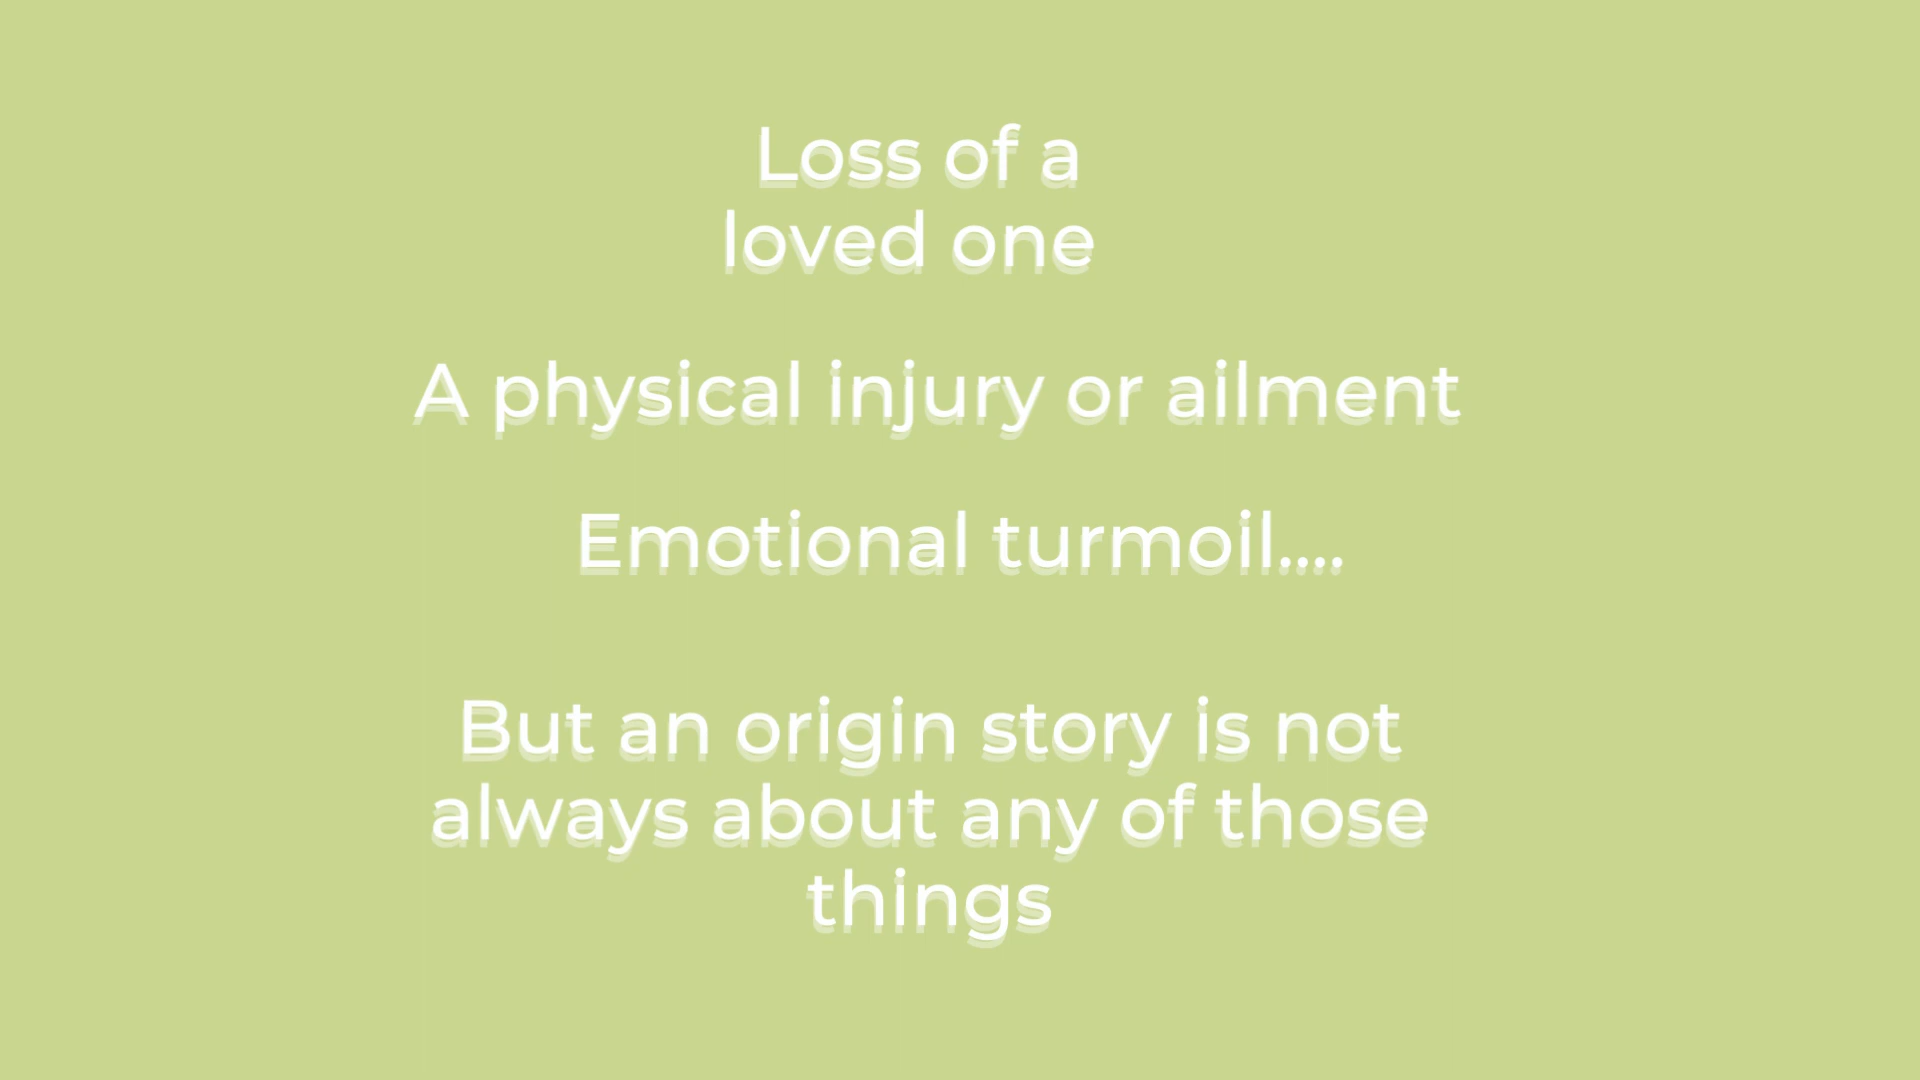 Loss of a
loved one
A physical injury or ailment
Emotional turmoil....
But an origin story is not
always about any of those
things